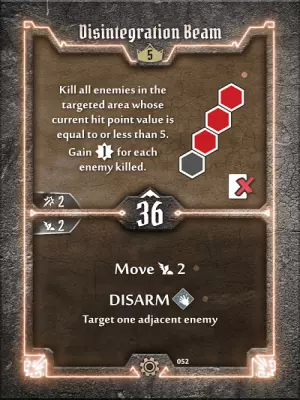 Disintegration Beam
5
Kill all enemies in the
targeted area whose
current hit point value is
equal to or less than 5.
Gain 1 for each
enemy killed.
2
36
2
Move 2
DISARM
Target one adjacent enemy
052